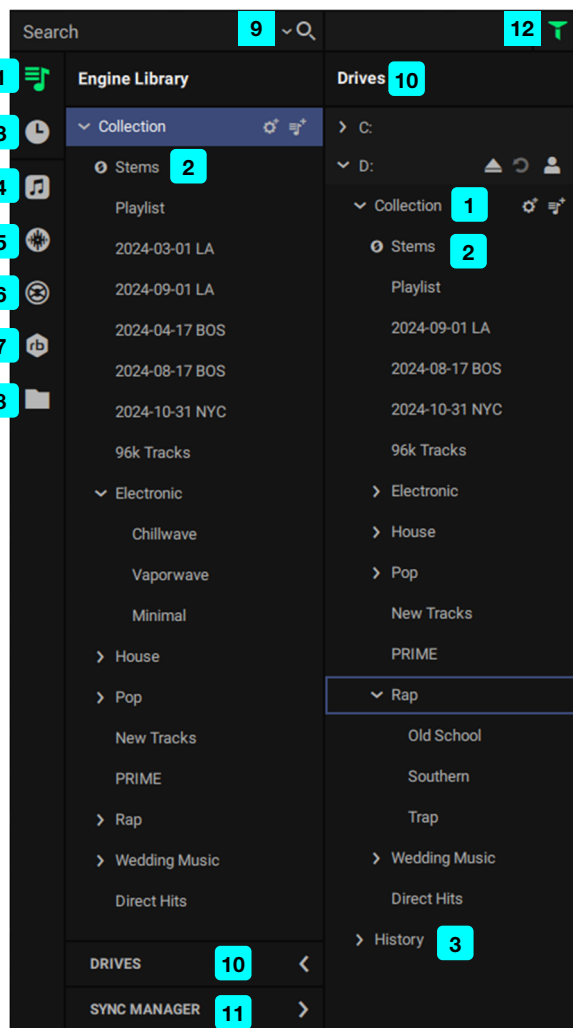 Search 9
12
1
3
4
5
6
rb 7
8
Engine Library
Collection
Stems 2
Playlist
2024-03-01 LA
2024-09-01 LA
2024-04-17 BOS
2024-08-17 BOS
2024-10-31 NYC
96k Tracks
Electronic
Chillwave
Vaporwave
Minimal
House
Pop
New Tracks
PRIME
Rap
Wedding Music
Direct Hits
DRIVES 10
SYNC MANAGER 11
Drives 10
C:
D:
Collection 1
Stems 2
Playlist
2024-09-01 LA
2024-08-17 BOS
2024-10-31 NYC
96k Tracks
Electronic
House
Pop
New Tracks
PRIME
Rap
Old School
Southern
Trap
Wedding Music
Direct Hits
History 3